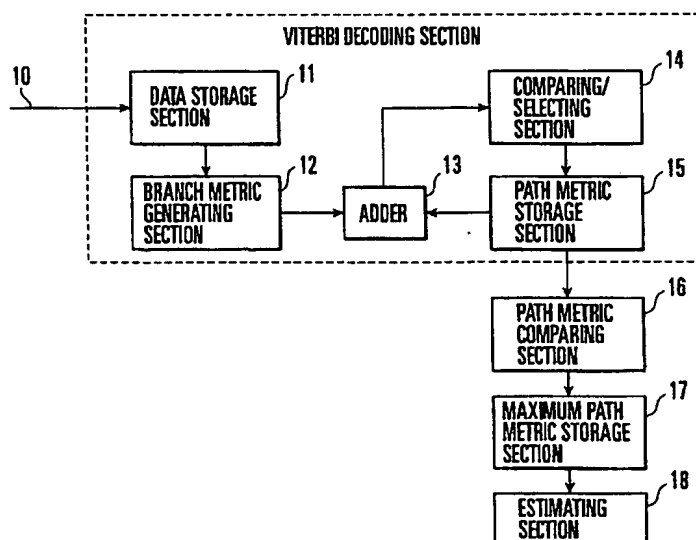 VITERBI DECODING SECTION
10
11
DATA STORAGE
SECTION
14
COMPARING/
SELECTING
SECTION
12
BRANCH METRIC
GENERATING
SECTION
13
ADDER
15
PATH METRIC
STORAGE
SECTION
16
PATH METRIC
COMPARING
SECTION
17
MAXIMUM PATH
METRIC STORAGE
SECTION
18
ESTIMATING
SECTION